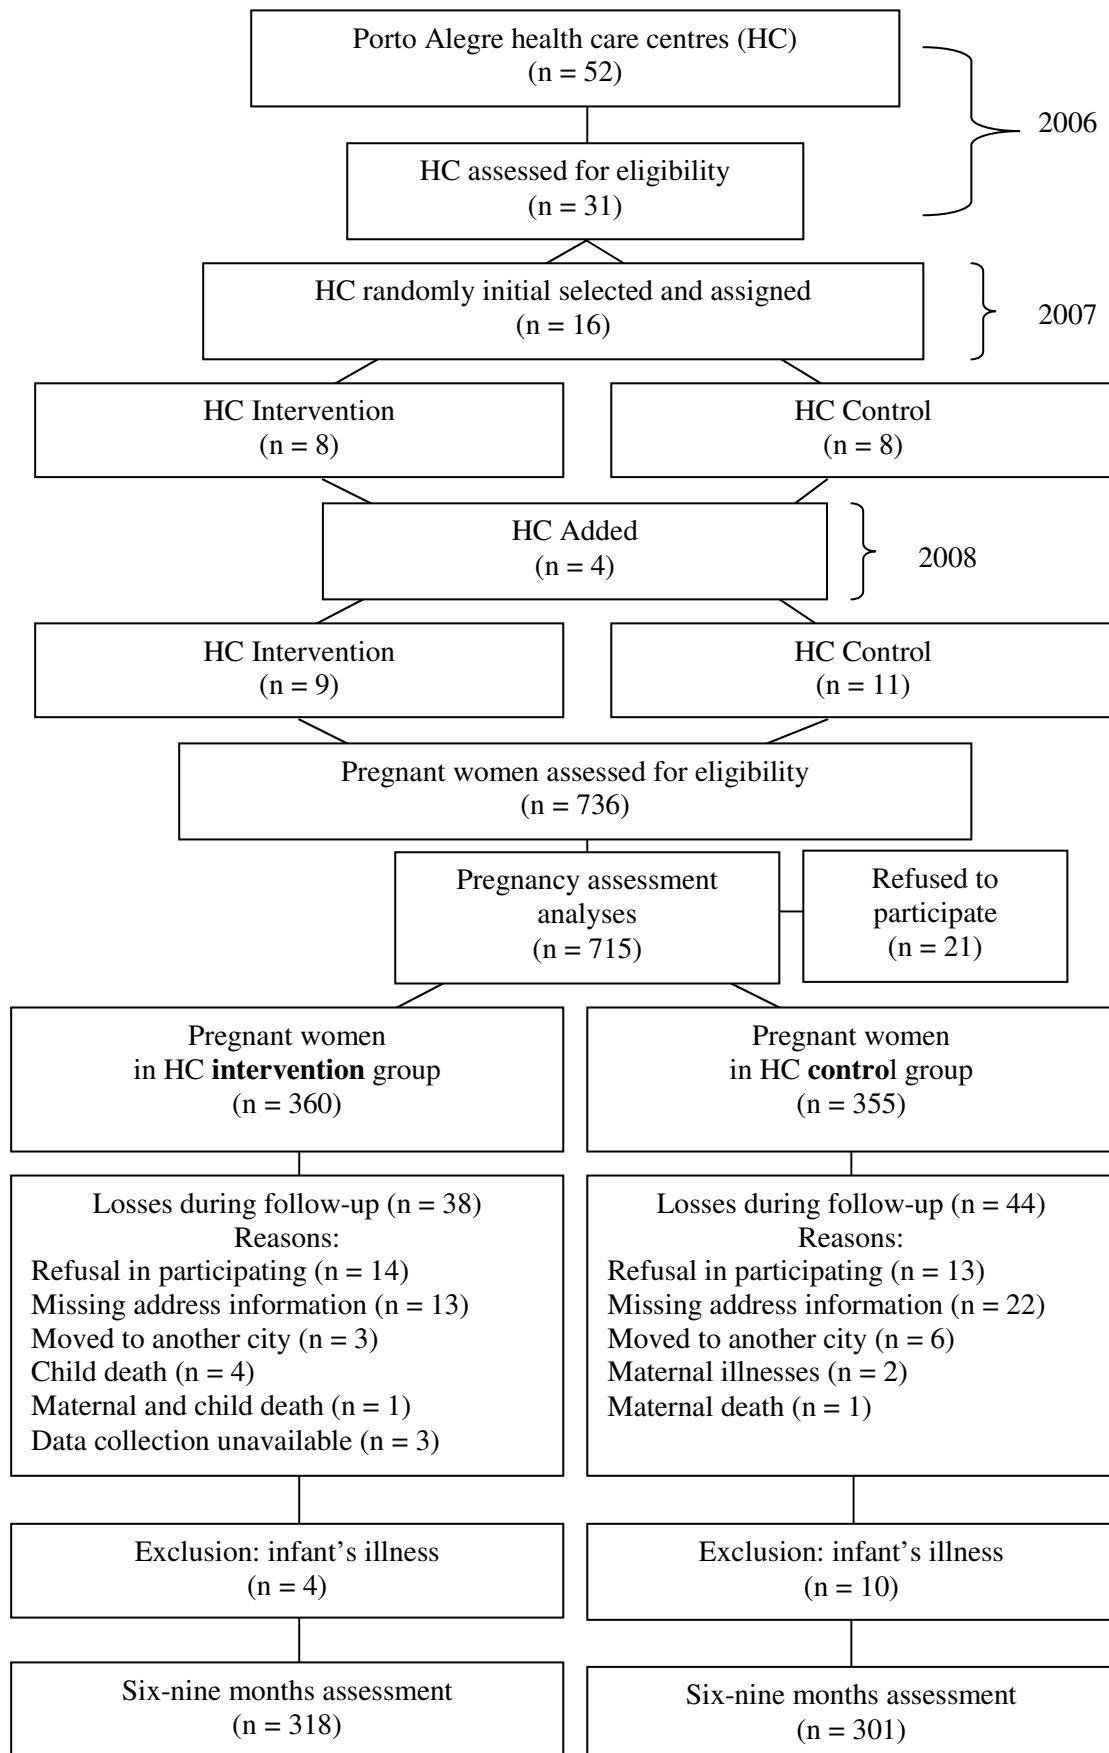 Porto Alegre health care centres (HC)
(n = 52)
2006
HC assessed for eligibility
(n = 31)
HC randomly initial selected and assigned
(n = 16)
2007
HC Intervention
(n = 8)
HC Control
(n = 8)
HC Added
(n = 4)
2008
HC Intervention
(n = 9)
HC Control
(n = 11)
Pregnant women assessed for eligibility
(n = 736)
Pregnancy assessment
analyses
(n = 715)
Refused to
participate
(n = 21)
Pregnant women
in HC intervention group
(n = 360)
Pregnant women
in HC control group
(n = 355)
Losses during follow-up (n = 38)
Reasons:
Refusal in participating (n = 14)
Missing address information (n = 13)
Moved to another city (n = 3)
Child death (n = 4)
Maternal and child death (n = 1)
Data collection unavailable (n = 3)
Losses during follow-up (n = 44)
Reasons:
Refusal in participating (n = 13)
Missing address information (n = 22)
Moved to another city (n = 6)
Maternal illnesses (n = 2)
Maternal death (n = 1)
Exclusion: infant's illness
(n = 4)
Exclusion: infant's illness
(n = 10)
Six-nine months assessment
(n = 318)
Six-nine months assessment
(n = 301)